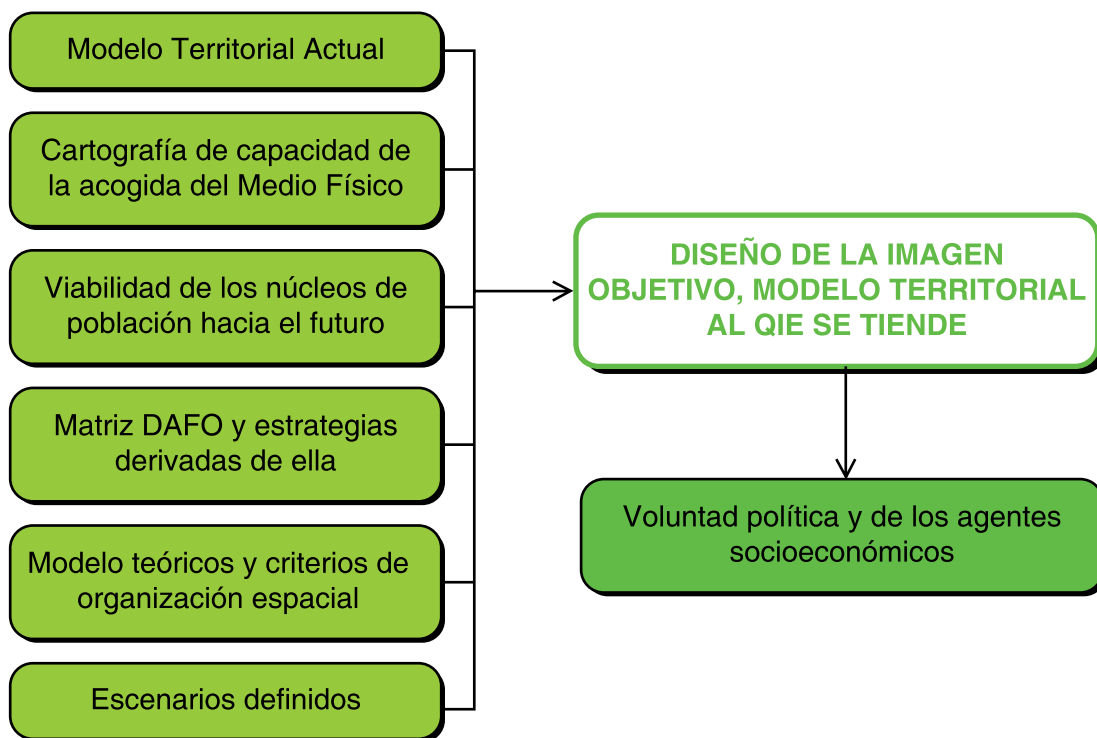 Modelo Territorial Actual
Cartografía de capacidad de
la acogida del Medio Físico
Viabilidad de los núcleos de
población hacia el futuro
Matriz DAFO y estrategias
derivadas de ella
Modelo teóricos y criterios de
organización espacial
Escenarios definidos
DISEÑO DE LA IMAGEN
OBJETIVO, MODELO TERRITORIAL
AL QIE SE TIENDE
Voluntad política y de los agentes
socioeconómicos